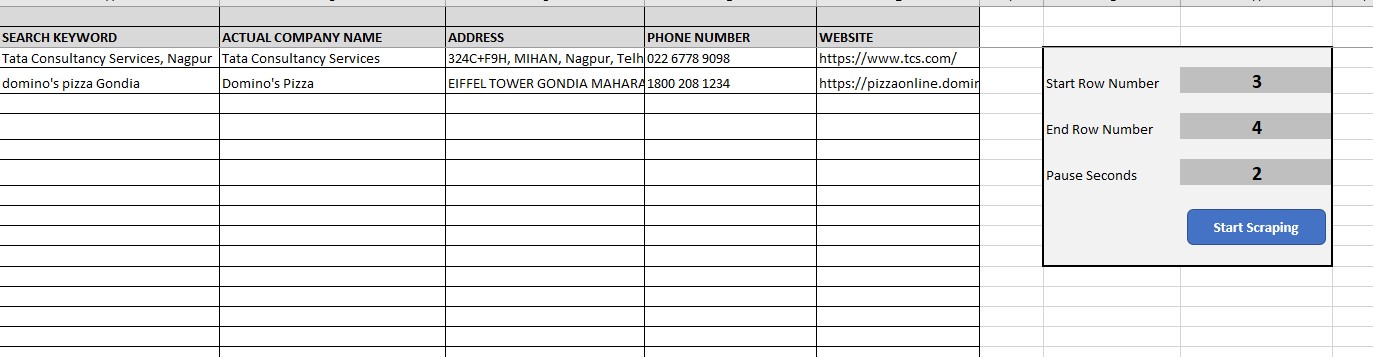 SEARCH KEYWORD ACTUAL COMPANY NAME ADDRESS PHONE NUMBER WEBSITE
Tata Consultancy Services, Nagpur Tata Consultancy Services 324C+F9H, MIHAN, Nagpur, Telh 022 6778 9098 https://www.tcs.com/
domino's pizza Gondia Domino's Pizza EIFFEL TOWER GONDIA MAHARA 1800 208 1234 https://pizzaonline.domin
Start Row Number 3
End Row Number 4
Pause Seconds 2
Start Scraping